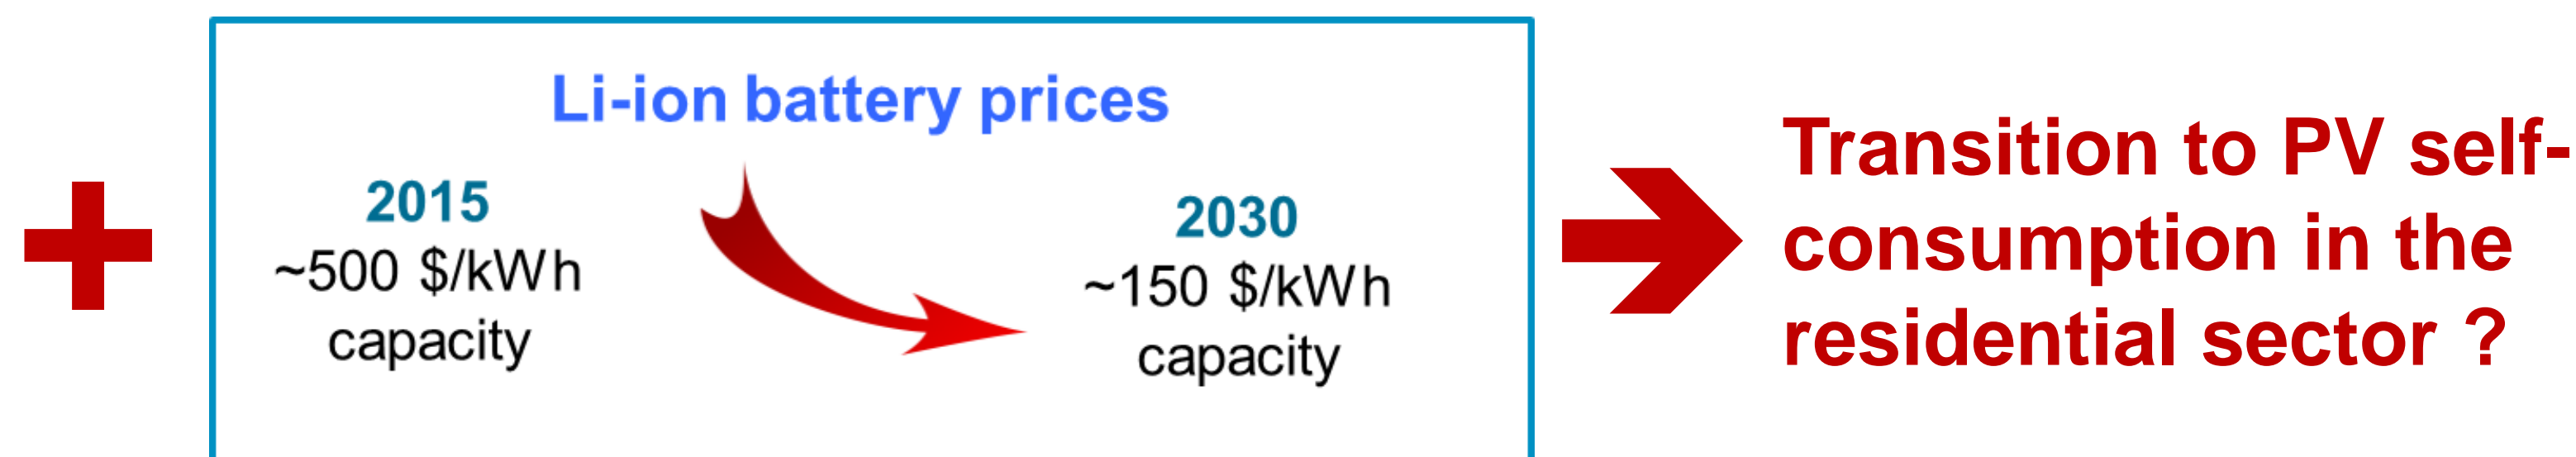 Li-ion battery prices
2015
~500 $/kWh
capacity
2030
~150 $/kWh
capacity
Transition to PV self-
consumption in the
residential sector ?